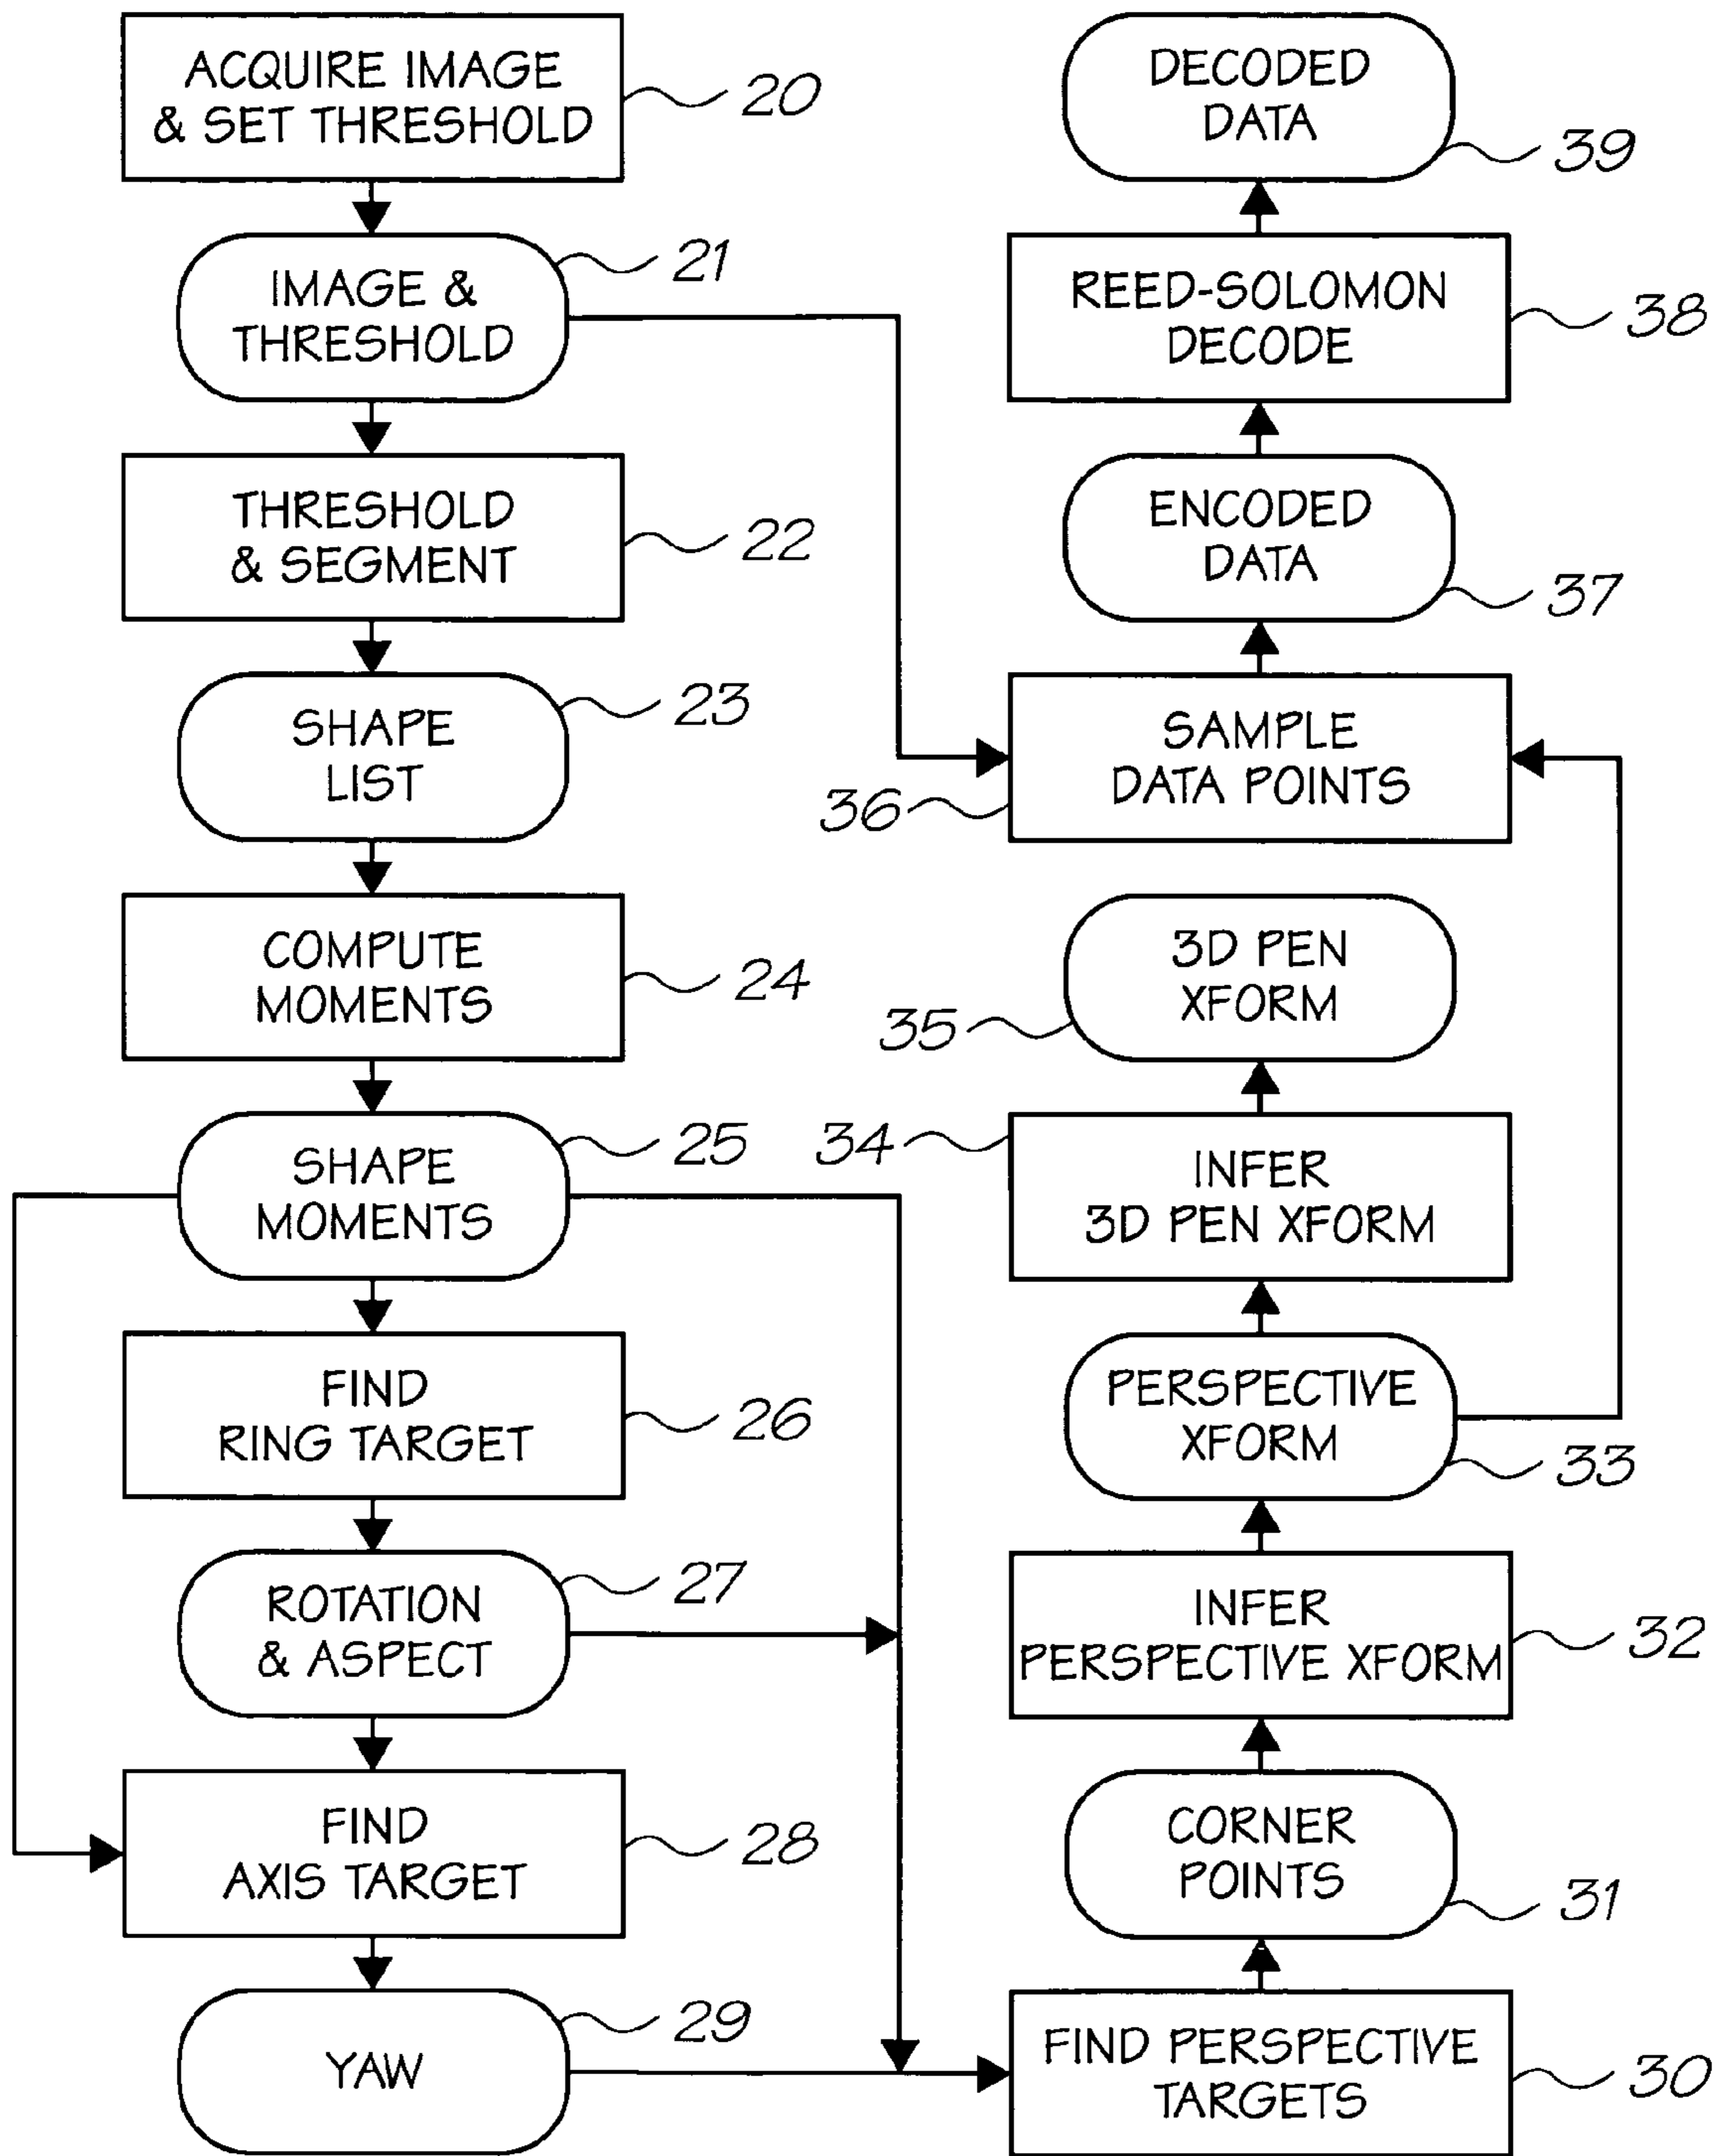 ACQUIRE IMAGE
& SET THRESHOLD
20
IMAGE &
THRESHOLD
21
THRESHOLD
& SEGMENT
22
SHAPE
LIST
23
COMPUTE
MOMENTS
24
SHAPE
MOMENTS
25
FIND
RING TARGET
26
ROTATION
& ASPECT
27
FIND
AXIS TARGET
28
YAW
29
FIND PERSPECTIVE
TARGETS
30
CORNER
POINTS
31
INFER
PERSPECTIVE XFORM
32
PERSPECTIVE
XFORM
33
INFER
3D PEN XFORM
34
3D PEN
XFORM
35
SAMPLE
DATA POINTS
36
ENCODED
DATA
37
REED-SOLOMON
DECODE
38
DECODED
DATA
39